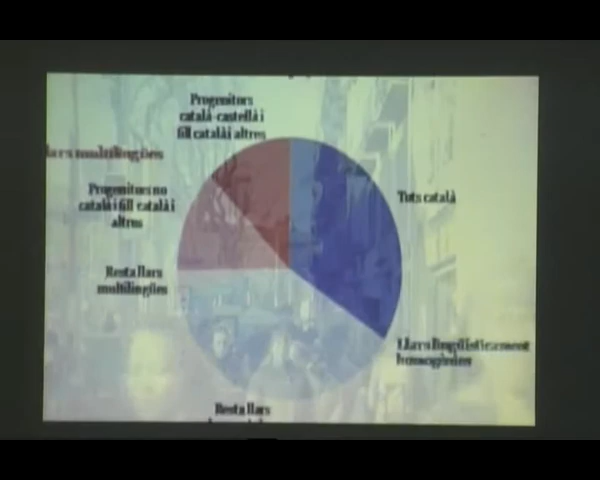 Progenitors
català-castellà i
fill català i altres
llars multilingües
Progenitors no
català i fill català i
altres
Tots català
Resta llars
multilingües
Llars lingüísticament
homogènies
Resta llars